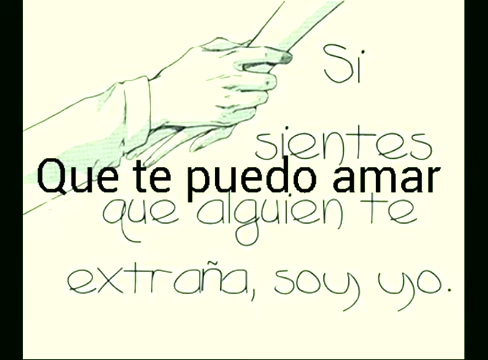 Si
sientes
Que te puedo amar
que alguien te
extraña, soy yo.